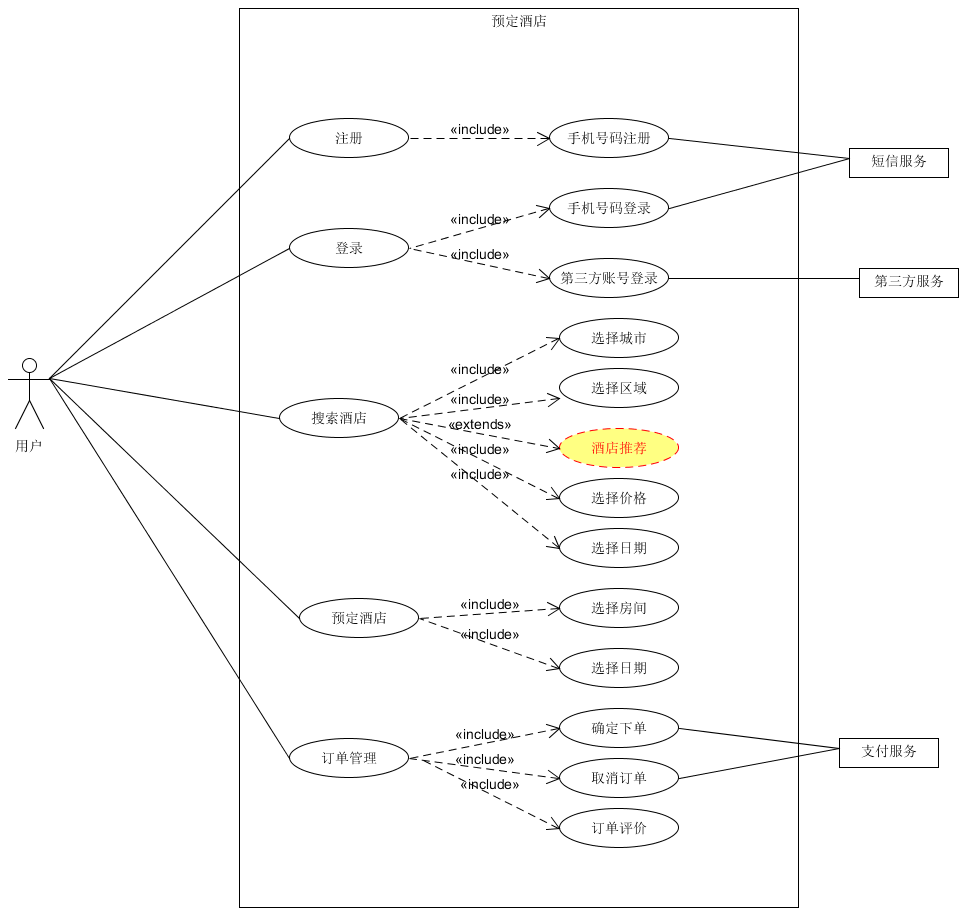 预定酒店
注册
«include»
手机号码注册
短信服务
登录
«include»
手机号码登录
«include»
第三方账号登录
第三方服务
用户
搜索酒店
«include»
选择城市
«include»
选择区域
«extends»
酒店推荐
«include»
选择价格
«include»
选择日期
预定酒店
«include»
选择房间
«include»
选择日期
订单管理
«include»
确定下单
«include»
取消订单
«include»
订单评价
支付服务